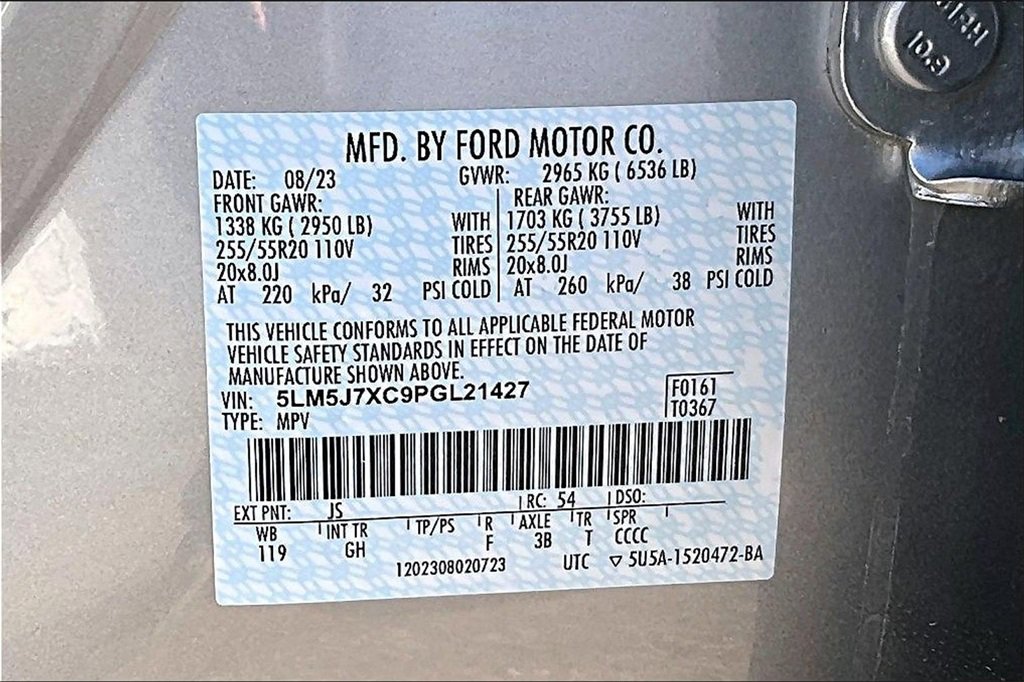 MFD. BY FORD MOTOR CO.
DATE: 08/23 GVWR: 2965 KG ( 6536 LB)
FRONT GAWR: REAR GAWR:
1338 KG ( 2950 LB) WITH 1703 KG ( 3755 LB) WITH
255/55R20 110V TIRES 255/55R20 110V TIRES
20x8.0J RIMS 20x8.0J RIMS
AT 220 kPa/ 32 PSI COLD AT 260 kPa/ 38 PSI COLD
THIS VEHICLE CONFORMS TO ALL APPLICABLE FEDERAL MOTOR
VEHICLE SAFETY STANDARDS IN EFFECT ON THE DATE OF
MANUFACTURE SHOWN ABOVE.
VIN: 5LM5J7XC9PGL21427 F0161
TYPE: MPV T0367
EXT PNT: JS RC: 54 DSO:
WB INT TR TP/PS R AXLE TR SPR
119 GH F 3B T CCCC
1202308020723 UTC ▽ 5U5A-1520472-BA
10.9